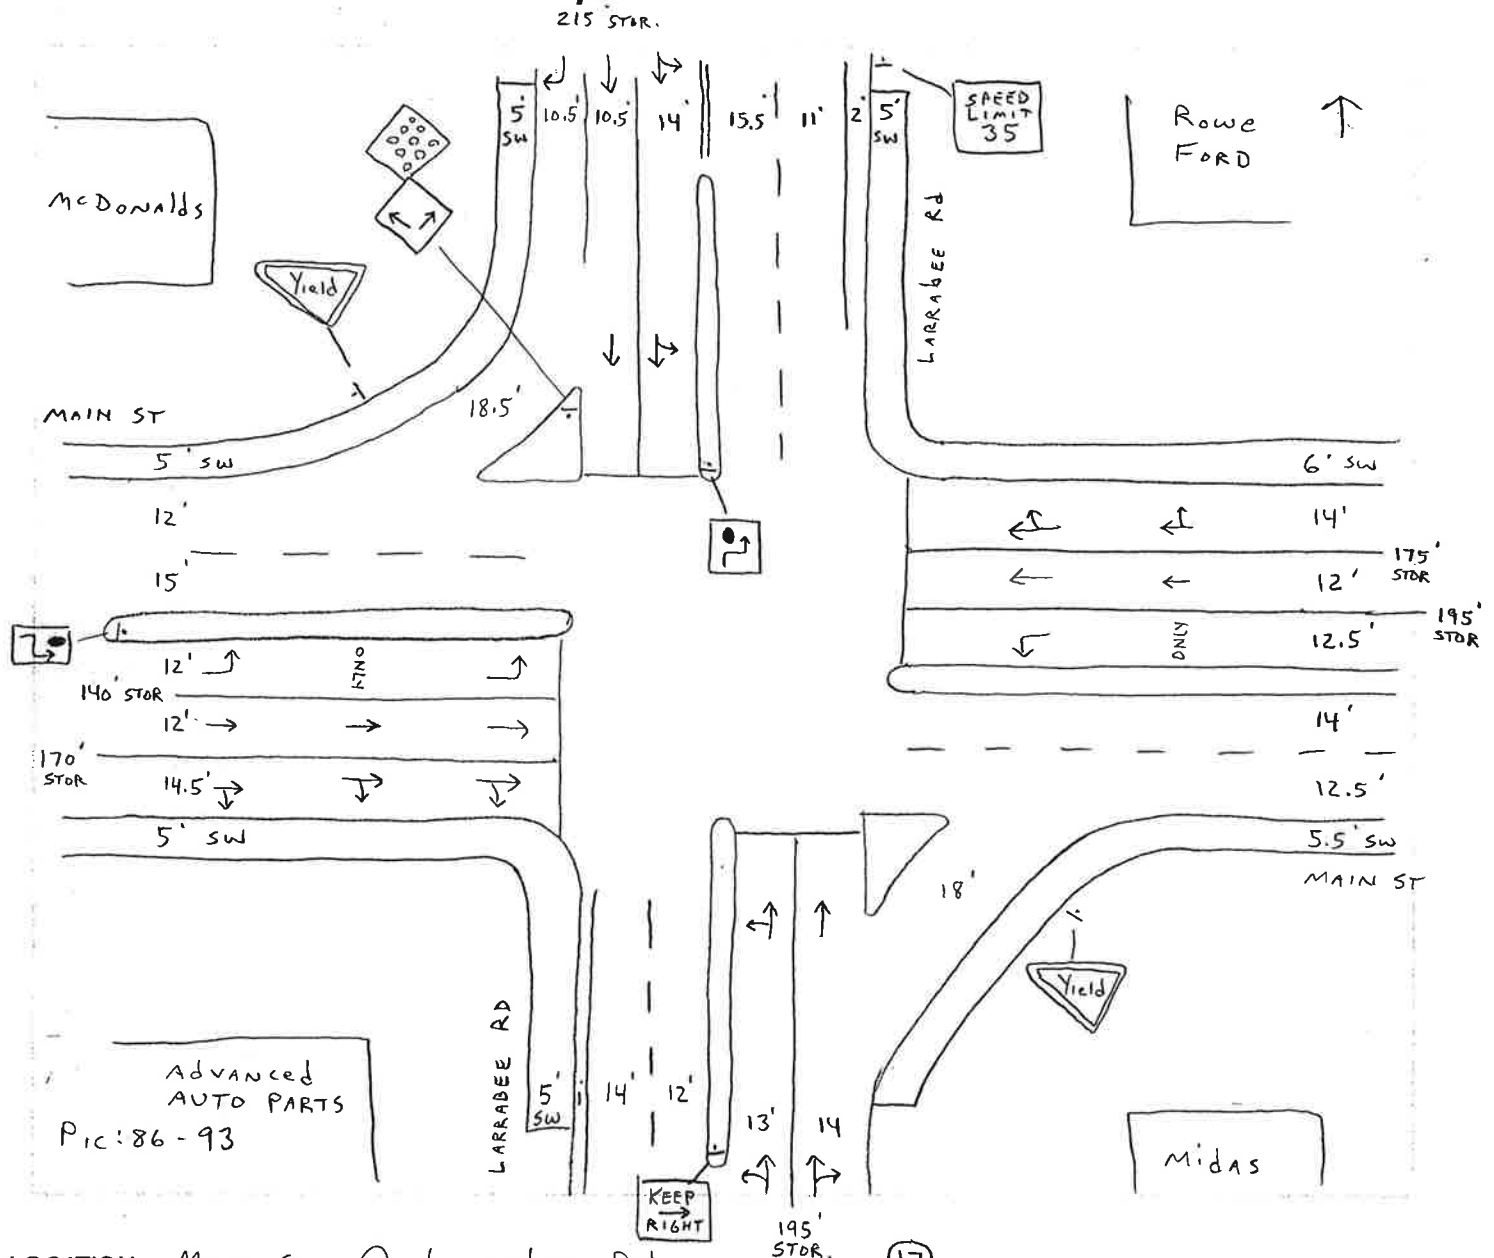 215' STOR.
5'
SW
10.5'
10.5'
14'
15.5'
11'
2'
5'
SW
SPEED
LIMIT
35
Rowe
FORD
McDONAlds
LARRAbEE Rd
Yield
18.5'
MAIN ST
5' SW
6' SW
12'
14'
175'
STOR
15'
12'
195'
STOR
12.5'
ONLY
12'
ONLY
140' STOR
12'
14'
170'
STOR
14.5'
12.5'
5' SW
5.5' SW
MAIN ST
18'
Yield
LARRABEE RD
AdVANCEd
AUTO PARTS
Pic: 86-93
5'
SW
14'
12'
13'
14
MIdAS
KEEP
RIGHT
195'
STOR.
17